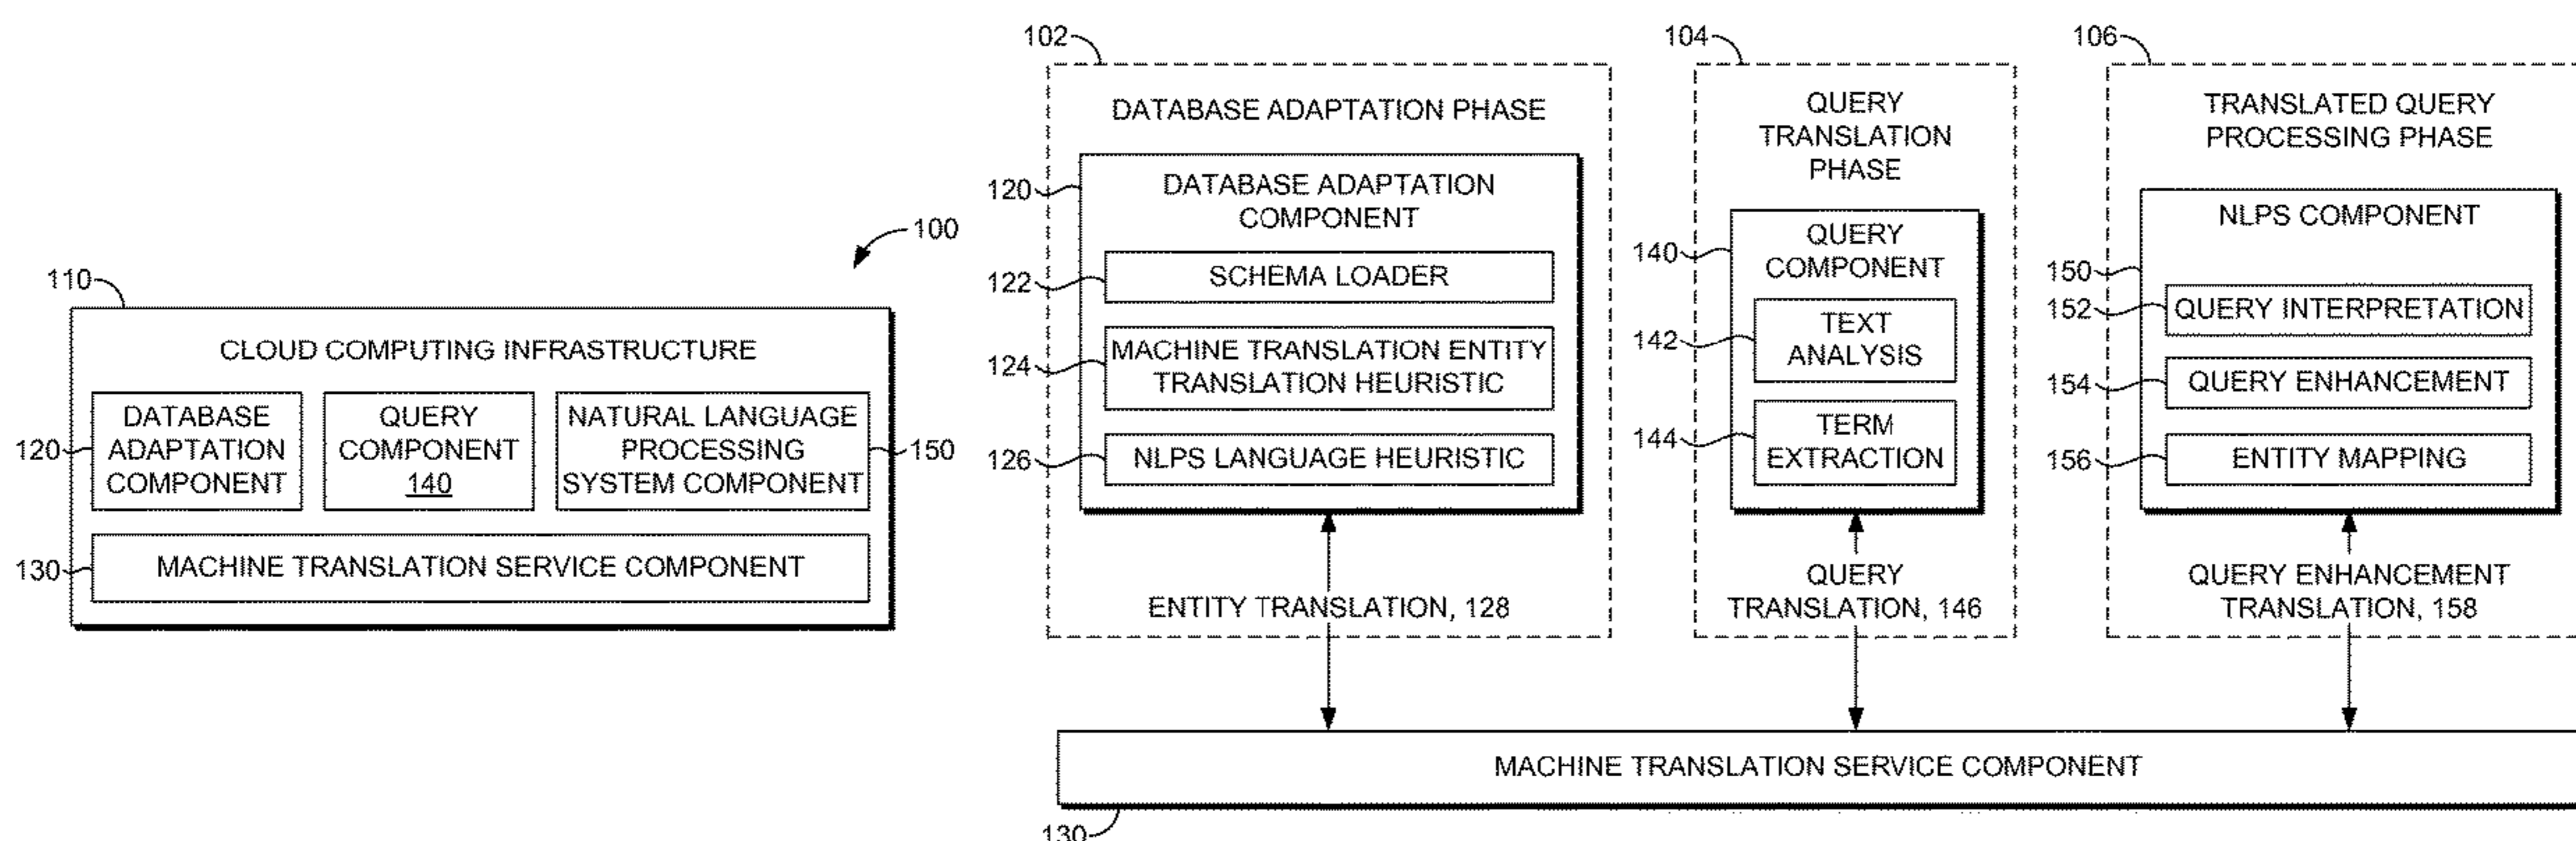 100
110
CLOUD COMPUTING INFRASTRUCTURE
120
DATABASE
ADAPTATION
COMPONENT
QUERY
COMPONENT
140
NATURAL LANGUAGE
PROCESSING
SYSTEM COMPONENT
150
130
MACHINE TRANSLATION SERVICE COMPONENT
102
DATABASE ADAPTATION PHASE
120
DATABASE ADAPTATION
COMPONENT
122
SCHEMA LOADER
124
MACHINE TRANSLATION ENTITY
TRANSLATION HEURISTIC
126
NLPS LANGUAGE HEURISTIC
ENTITY TRANSLATION, 128
104
QUERY
TRANSLATION
PHASE
140
QUERY
COMPONENT
142
TEXT
ANALYSIS
144
TERM
EXTRACTION
QUERY
TRANSLATION, 146
106
TRANSLATED QUERY
PROCESSING PHASE
NLPS COMPONENT
150
152
QUERY INTERPRETATION
154
QUERY ENHANCEMENT
156
ENTITY MAPPING
QUERY ENHANCEMENT
TRANSLATION, 158
MACHINE TRANSLATION SERVICE COMPONENT
130